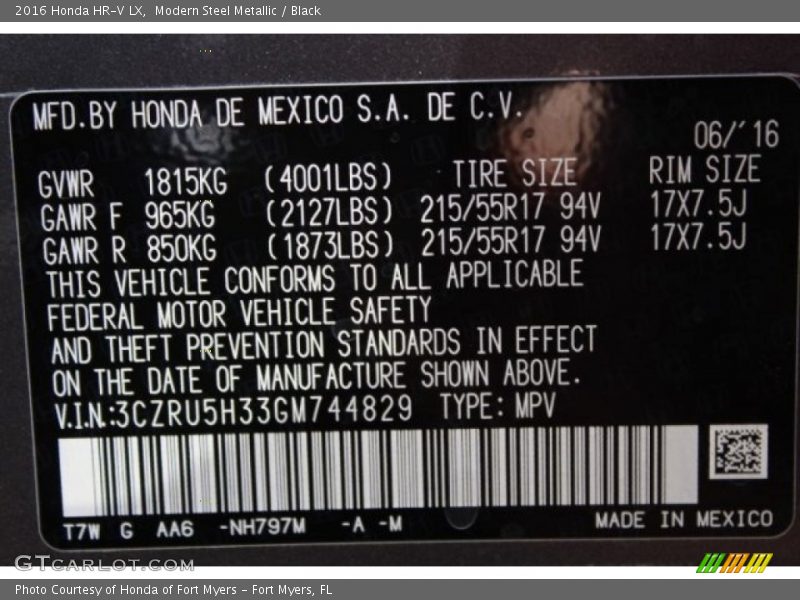 2016 Honda HR-V LX,  Modern Steel Metallic / Black
MFD.BY HONDA DE MEXICO S.A. DE C.V.
06/'16
GVWR 1815KG (4001LBS) TIRE SIZE RIM SIZE
GAWR F 965KG (2127LBS) 215/55R17 94V 17X7.5J
GAWR R 850KG (1873LBS) 215/55R17 94V 17X7.5J
THIS VEHICLE CONFORMS TO ALL APPLICABLE
FEDERAL MOTOR VEHICLE SAFETY
AND THEFT PREVENTION STANDARDS IN EFFECT
ON THE DATE OF MANUFACTURE SHOWN ABOVE.
V.I.N.:3CZRU5H33GM744829 TYPE: MPV
T7W G AA6 -NH797M -A -M MADE IN MEXICO
GTCARLOT.COM
Photo Courtesy of Honda of Fort Myers - Fort Myers, FL